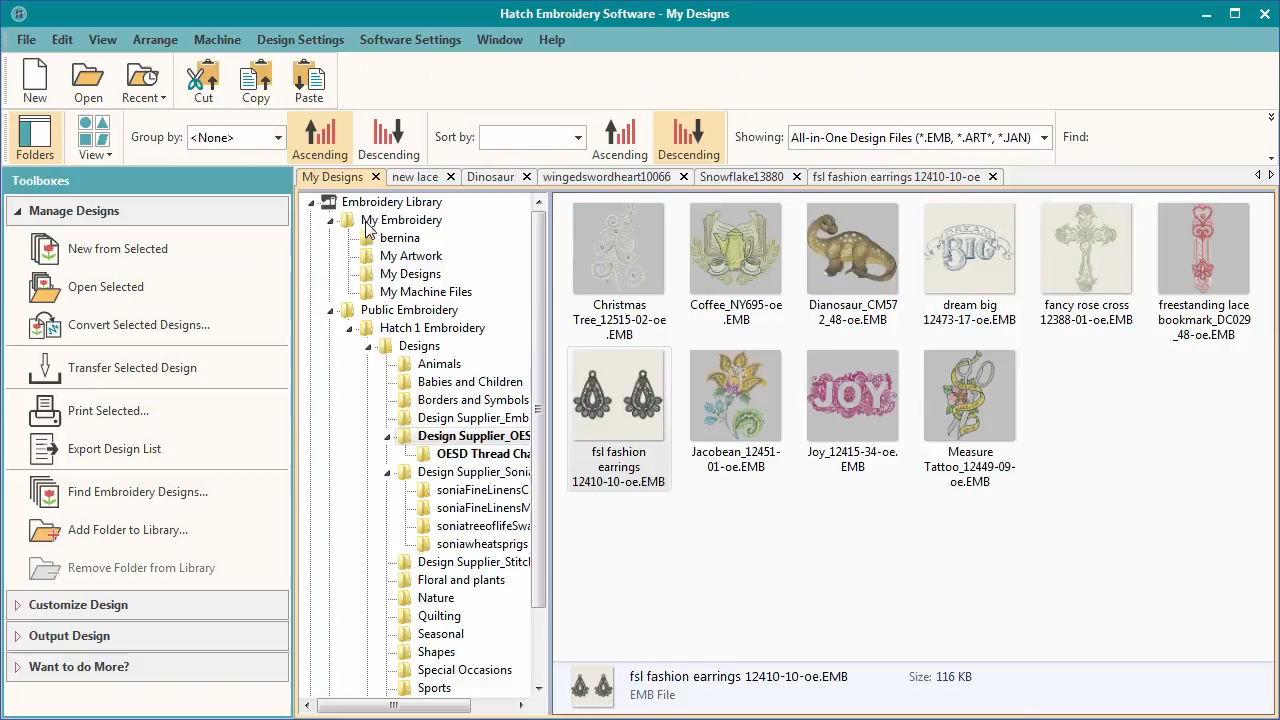 Hatch Embroidery Software - My Designs
File Edit View Arrange Machine Design Settings Software Settings Window Help
New Open Recent Cut Copy Paste
Folders View Group by: <None> Ascending Descending Sort by: Ascending Descending Showing: All-in-One Design Files (*.EMB, *.ART*, *.JAN) Find:
Toolboxes
Manage Designs
New from Selected
Open Selected
Convert Selected Designs...
Transfer Selected Design
Print Selected...
Export Design List
Find Embroidery Designs...
Add Folder to Library...
Remove Folder from Library
Customize Design
Output Design
Want to do More?
My Designs new lace Dinosaur wingedswordheart10066 Snowflake13880 fsl fashion earrings 12410-10-oe
Embroidery Library
My Embroidery
bernina
My Artwork
My Designs
My Machine Files
Public Embroidery
Hatch 1 Embroidery
Designs
Animals
Babies and Children
Borders and Symbols
Design Supplier_Emb
Design Supplier_OES
OESD Thread Cha
Design Supplier_Sonia
soniaFineLinensC
soniaFineLinensM
soniatreeoflifeSwa
soniawheatsprigs
Design Supplier_Stitch
Floral and plants
Nature
Quilting
Seasonal
Shapes
Special Occasions
Sports
Christmas
Tree_12515-02-oe
.EMB
Coffee_NY695-oe
.EMB
Dianosaur_CM57
2_48-oe.EMB
dream big
12473-17-oe.EMB
fancy rose cross
12388-01-oe.EMB
freestanding lace
bookmark_DC029
_48-oe.EMB
fsl fashion
earrings
12410-10-oe.EMB
Jacobean_12451-
01-oe.EMB
Joy_12415-34-oe.
EMB
Measure
Tattoo_12449-09-
oe.EMB
DREAM
BIG
JOY
fsl fashion earrings 12410-10-oe.EMB Size: 116 KB
EMB File